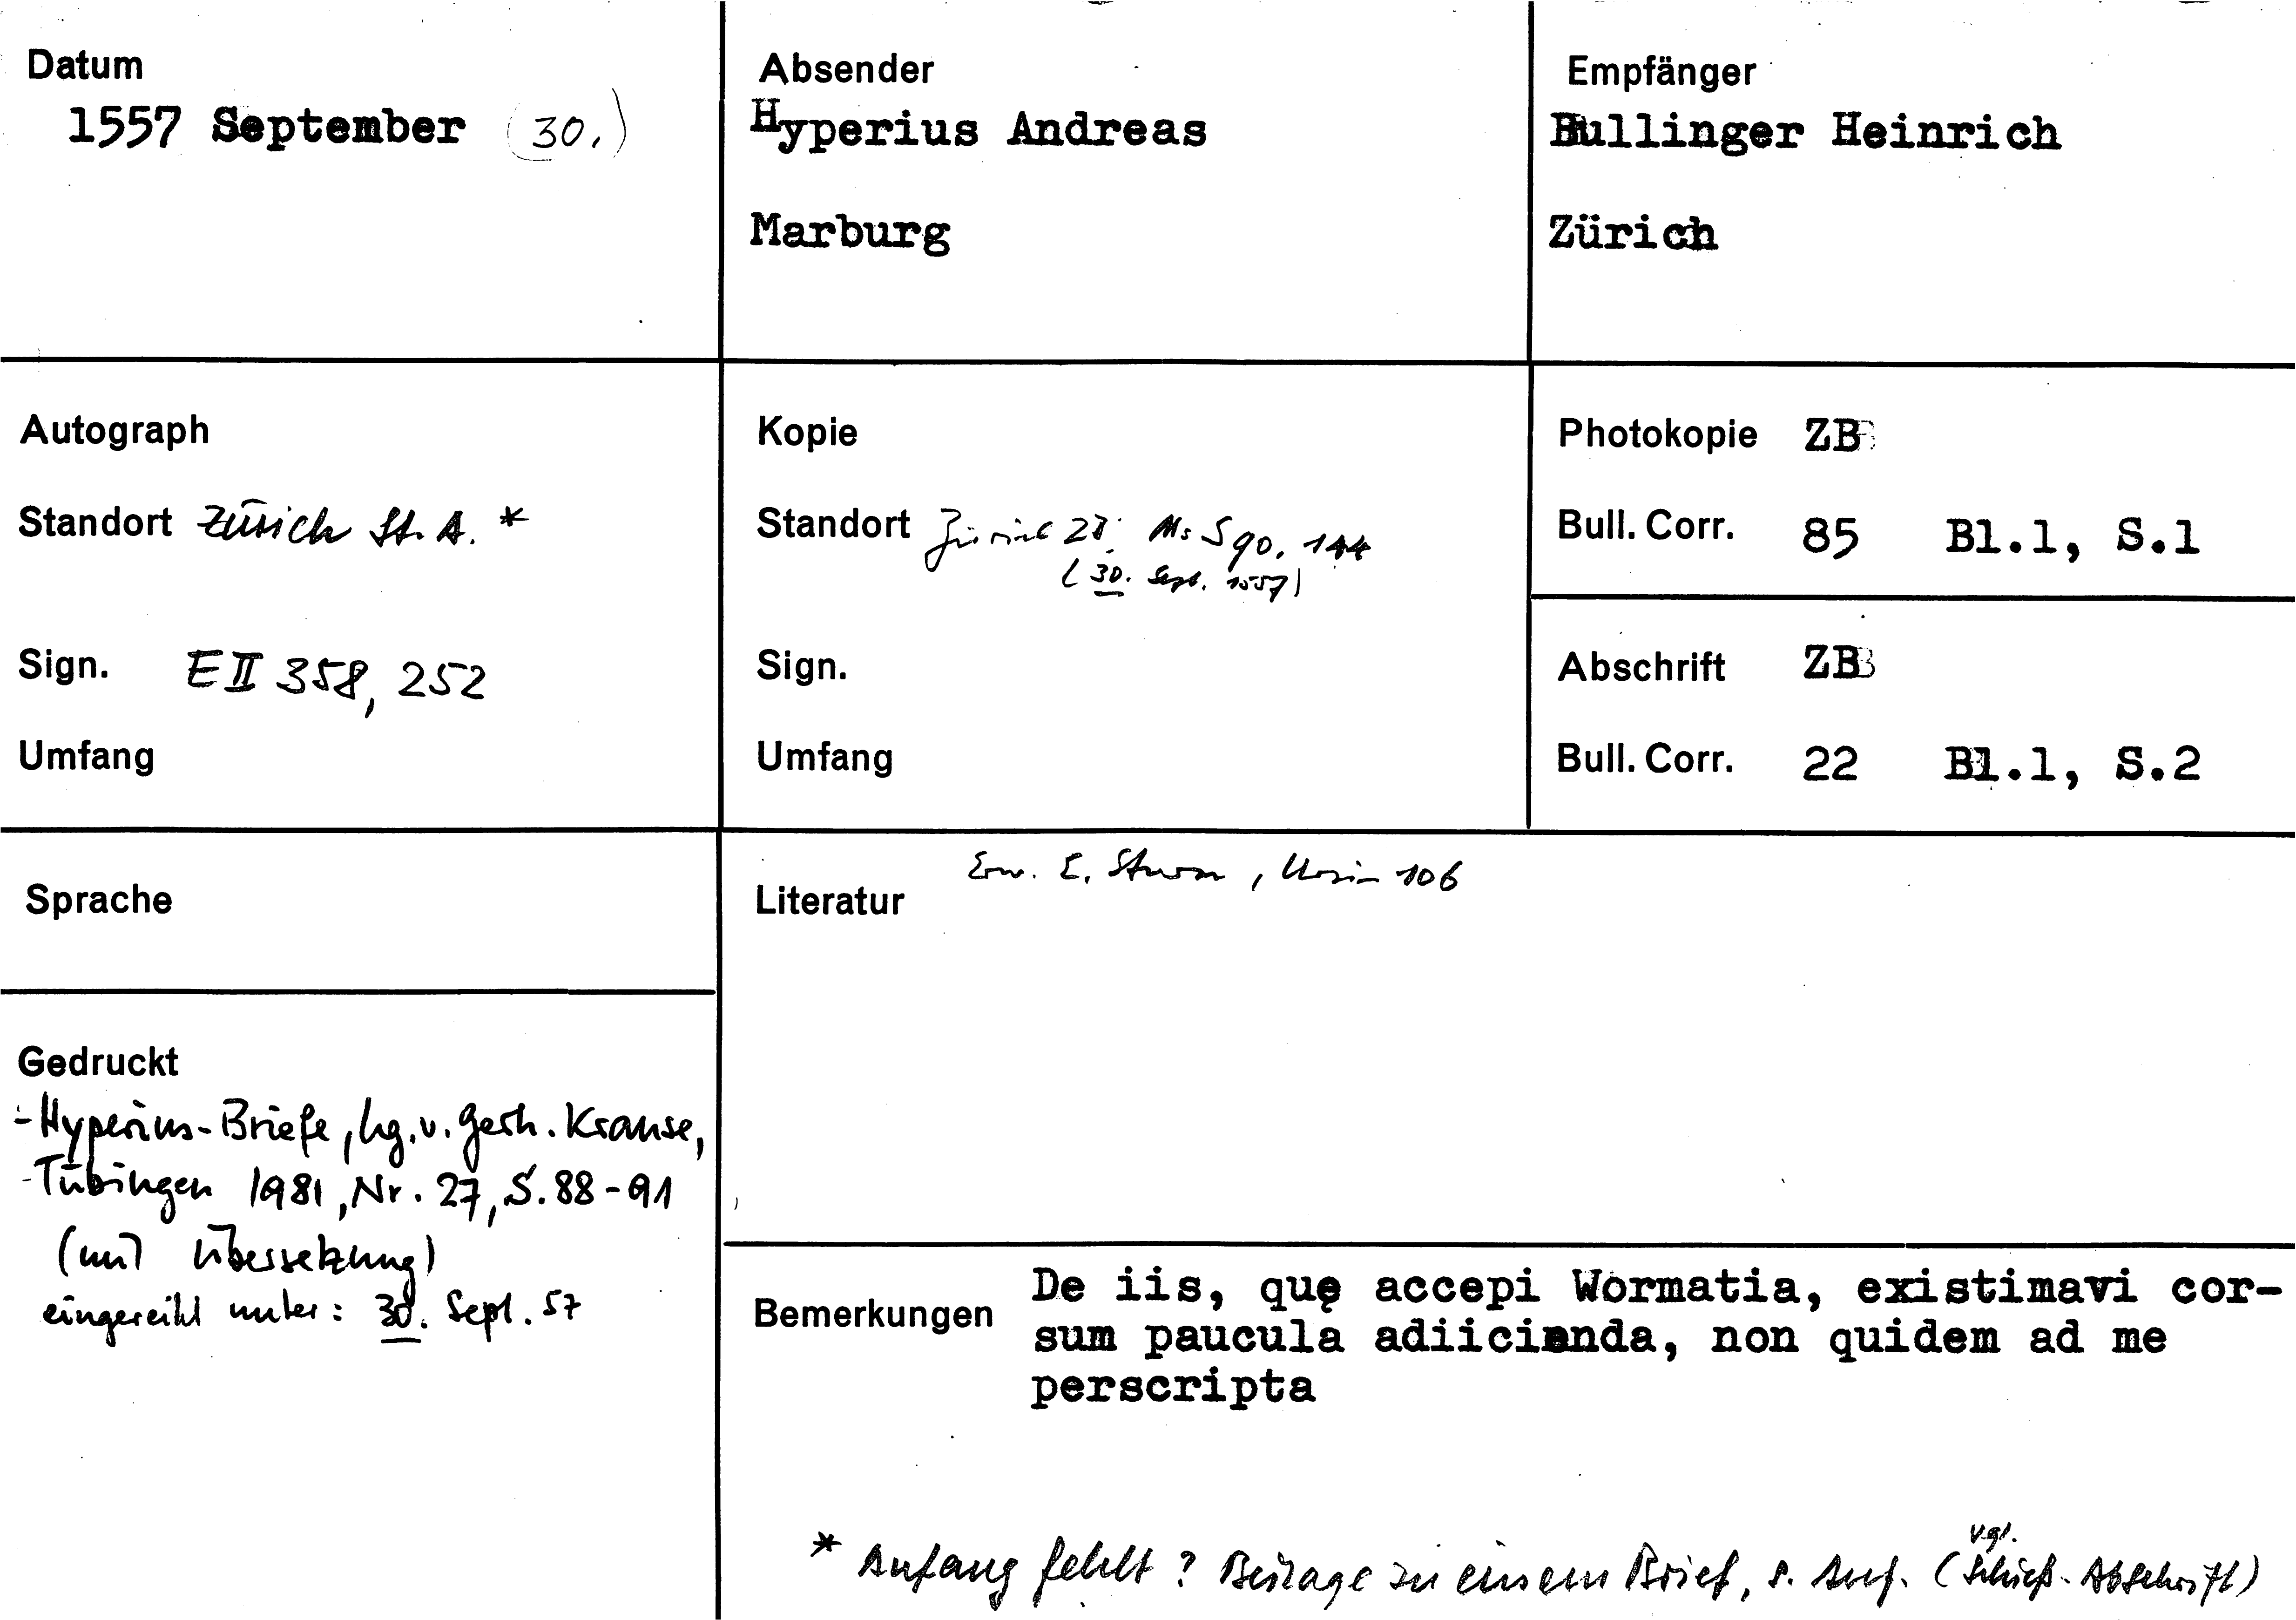 Datum
1557 September (30.)
Absender
Hyperius Andreas
Marburg
Empfänger
Bullinger Heinrich
Zürich
Autograph
Standort Zürich St. A. *
Sign. E II 358, 252
Umfang
Kopie
Standort Zürich ZB Ms S 90, 144
(30. Sept. 1557)
Sign.
Umfang
Photokopie ZB
Bull. Corr. 85 Bl.1, S.1
Abschrift ZB
Bull. Corr. 22 Bl.1, S.2
Sprache
Literatur Erw. E. Sturm, Ursin 106
Gedruckt
- Hyperius-Briefe, hg. v. Gerh. Krause,
- Tübingen 1981, Nr. 27, S. 88-91
(mit Übersetzung)
eingereiht unter: 30. Sept. 57
Bemerkungen
De iis, quę accepi Wormatia, existimavi cor-
sum paucula adiicienda, non quidem ad me
perscripta
* Anfang fehlt? Beilage zu einem Brief, s. Anf. (vgl. Schieß-Abschrift)